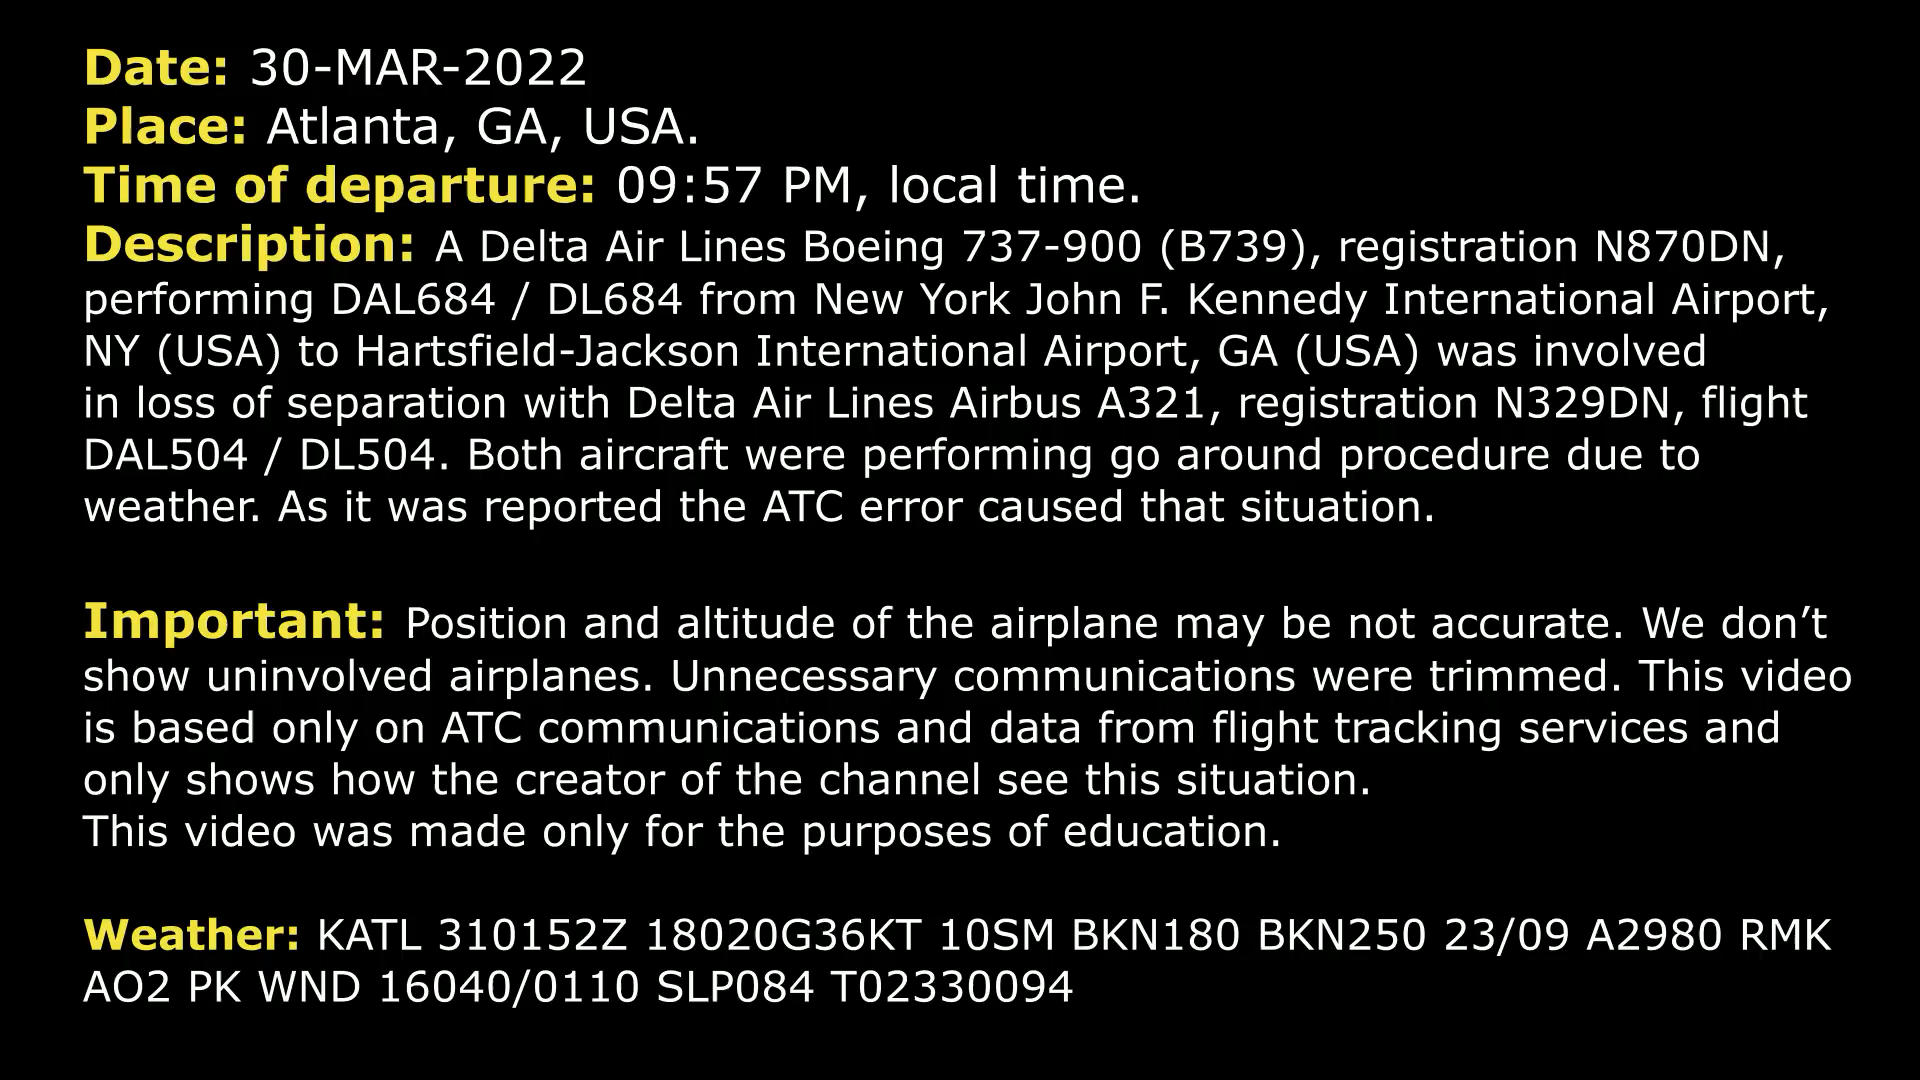 Date: 30-MAR-2022
Place: Atlanta, GA, USA.
Time of departure: 09:57 PM, local time.
Description: A Delta Air Lines Boeing 737-900 (B739), registration N870DN,
performing DAL684 / DL684 from New York John F. Kennedy International Airport,
NY (USA) to Hartsfield-Jackson International Airport, GA (USA) was involved
in loss of separation with Delta Air Lines Airbus A321, registration N329DN, flight
DAL504 / DL504. Both aircraft were performing go around procedure due to
weather. As it was reported the ATC error caused that situation.
Important: Position and altitude of the airplane may be not accurate. We don’t
show uninvolved airplanes. Unnecessary communications were trimmed. This video
is based only on ATC communications and data from flight tracking services and
only shows how the creator of the channel see this situation.
This video was made only for the purposes of education.
Weather: KATL 310152Z 18020G36KT 10SM BKN180 BKN250 23/09 A2980 RMK
AO2 PK WND 16040/0110 SLP084 T02330094